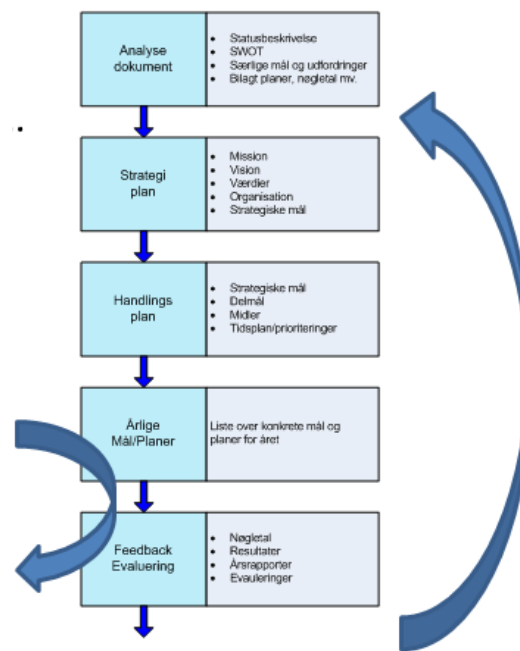 Analyse
dokument
• Statusbeskrivelse
• SWOT
• Særlige mål og udfordringer
• Bilagt planer, nøgletal mv.
Strategi
plan
• Mission
• Vision
• Værdier
• Organisation
• Strategiske mål
Handlings
plan
• Strategiske mål
• Delmål
• Midler
• Tidsplan/prioriteringer
Årlige
Mål/Planer
Liste over konkrete mål og
planer for året
Feedback
Evaluering
• Nøgletal
• Resultater
• Årsrapporter
• Evauleringer